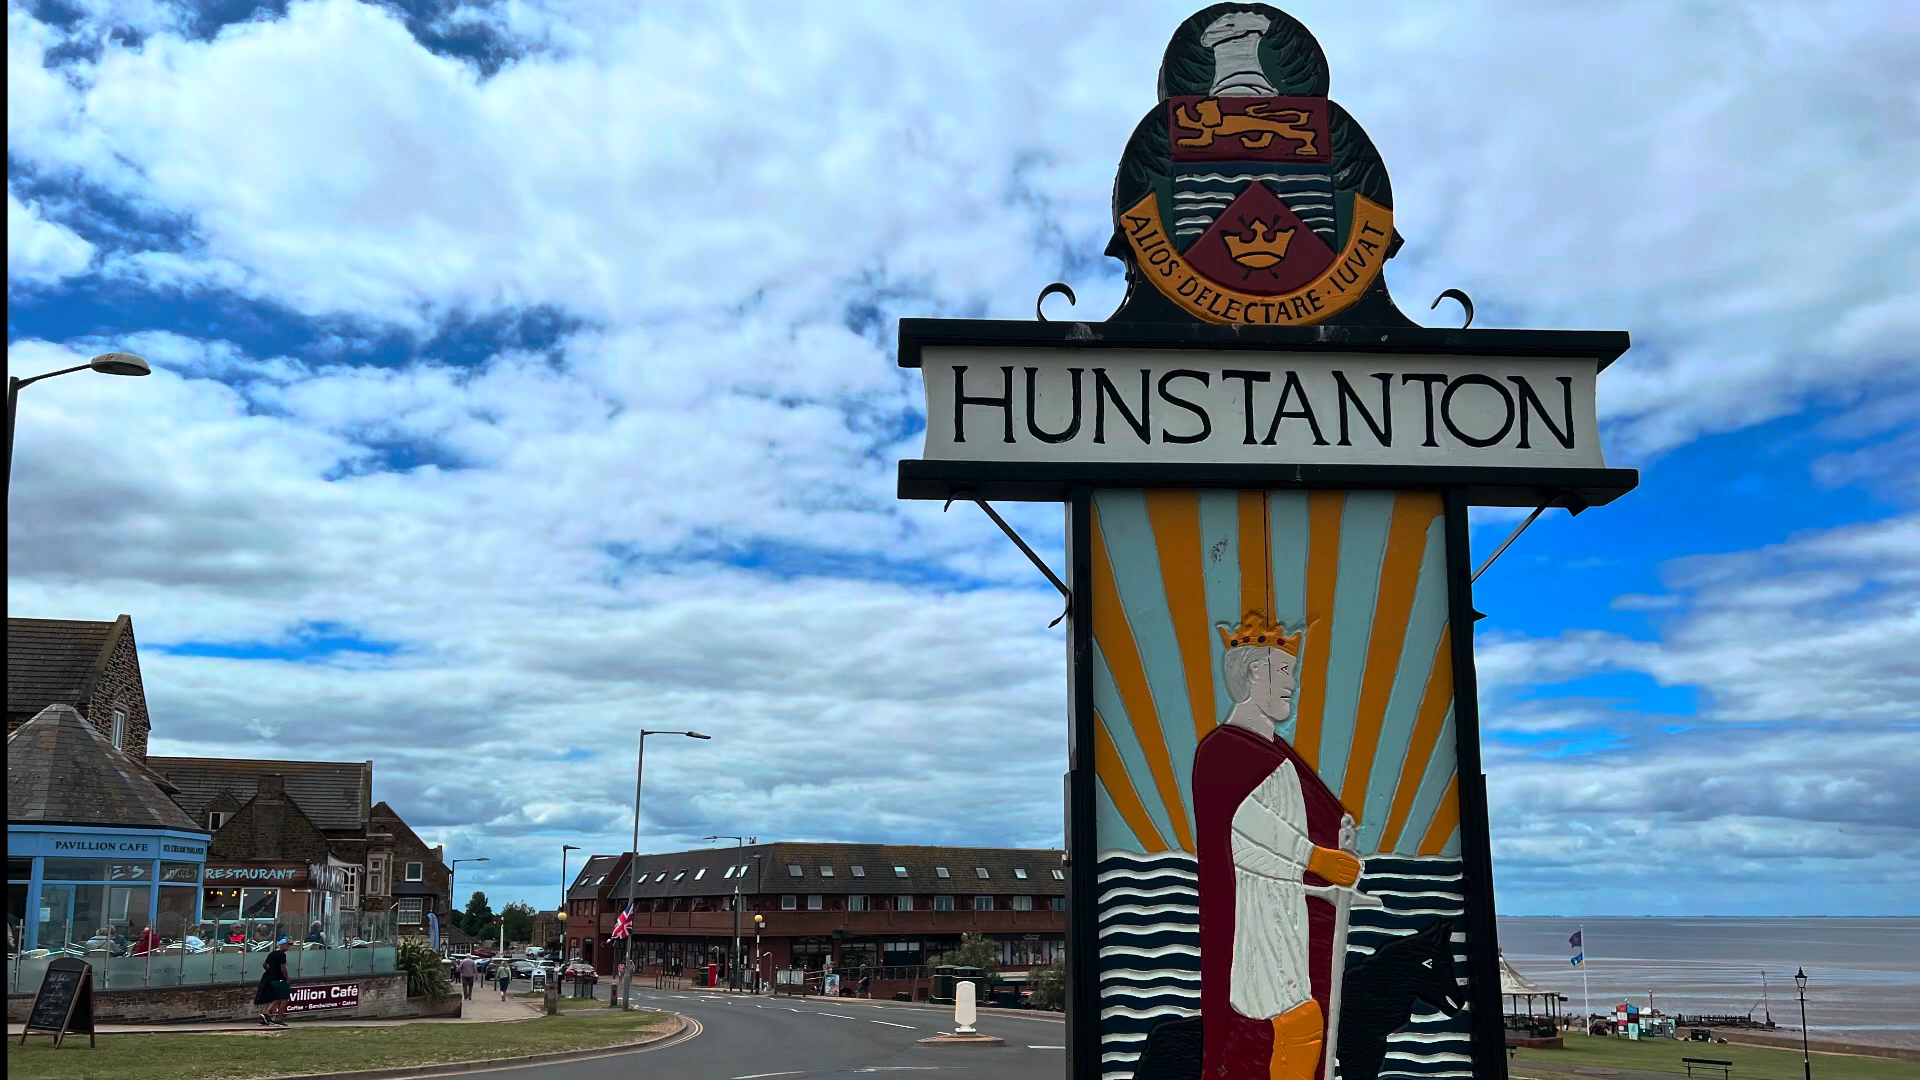 ALIOS · DELECTARE · IUVAT
HUNSTANTON
PAVILLION CAFE
RESTAURANT
villion Café